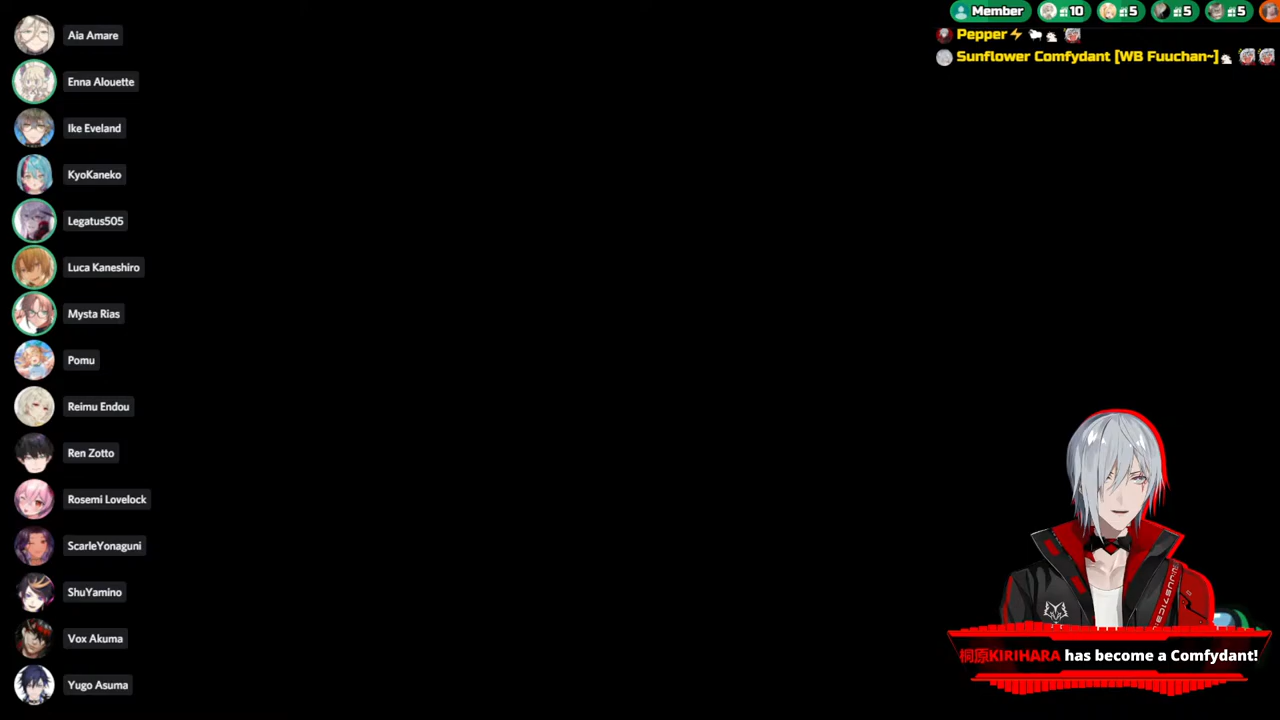 Aia Amare
Enna Alouette
Ike Eveland
KyoKaneko
Legatus505
Luca Kaneshiro
Mysta Rias
Pomu
Reimu Endou
Ren Zotto
Rosemi Lovelock
ScarleYonaguni
ShuYamino
Vox Akuma
Yugo Asuma
Member 10 5 5 5
Pepper
Sunflower Comfydant [WB Fuuchan~]
桐原KIRIHARA has become a Comfydant!